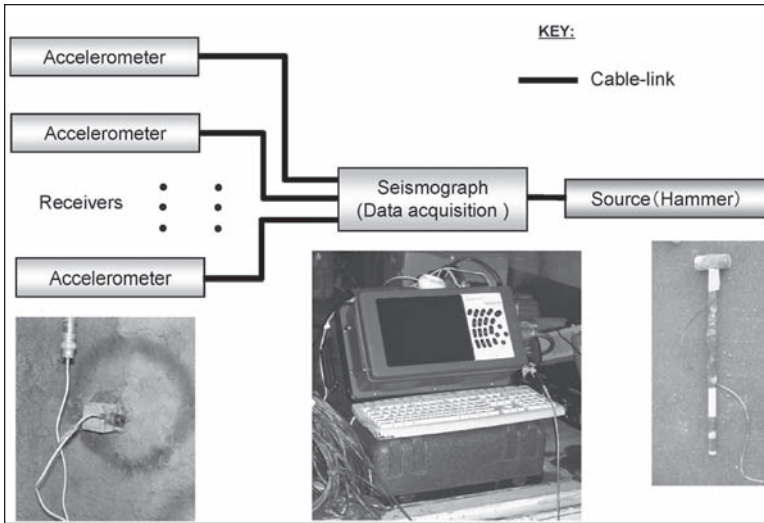 KEY:
Accelerometer
Cable-link
Accelerometer
Seismograph
(Data acquisition )
Source(Hammer)
Receivers
Accelerometer